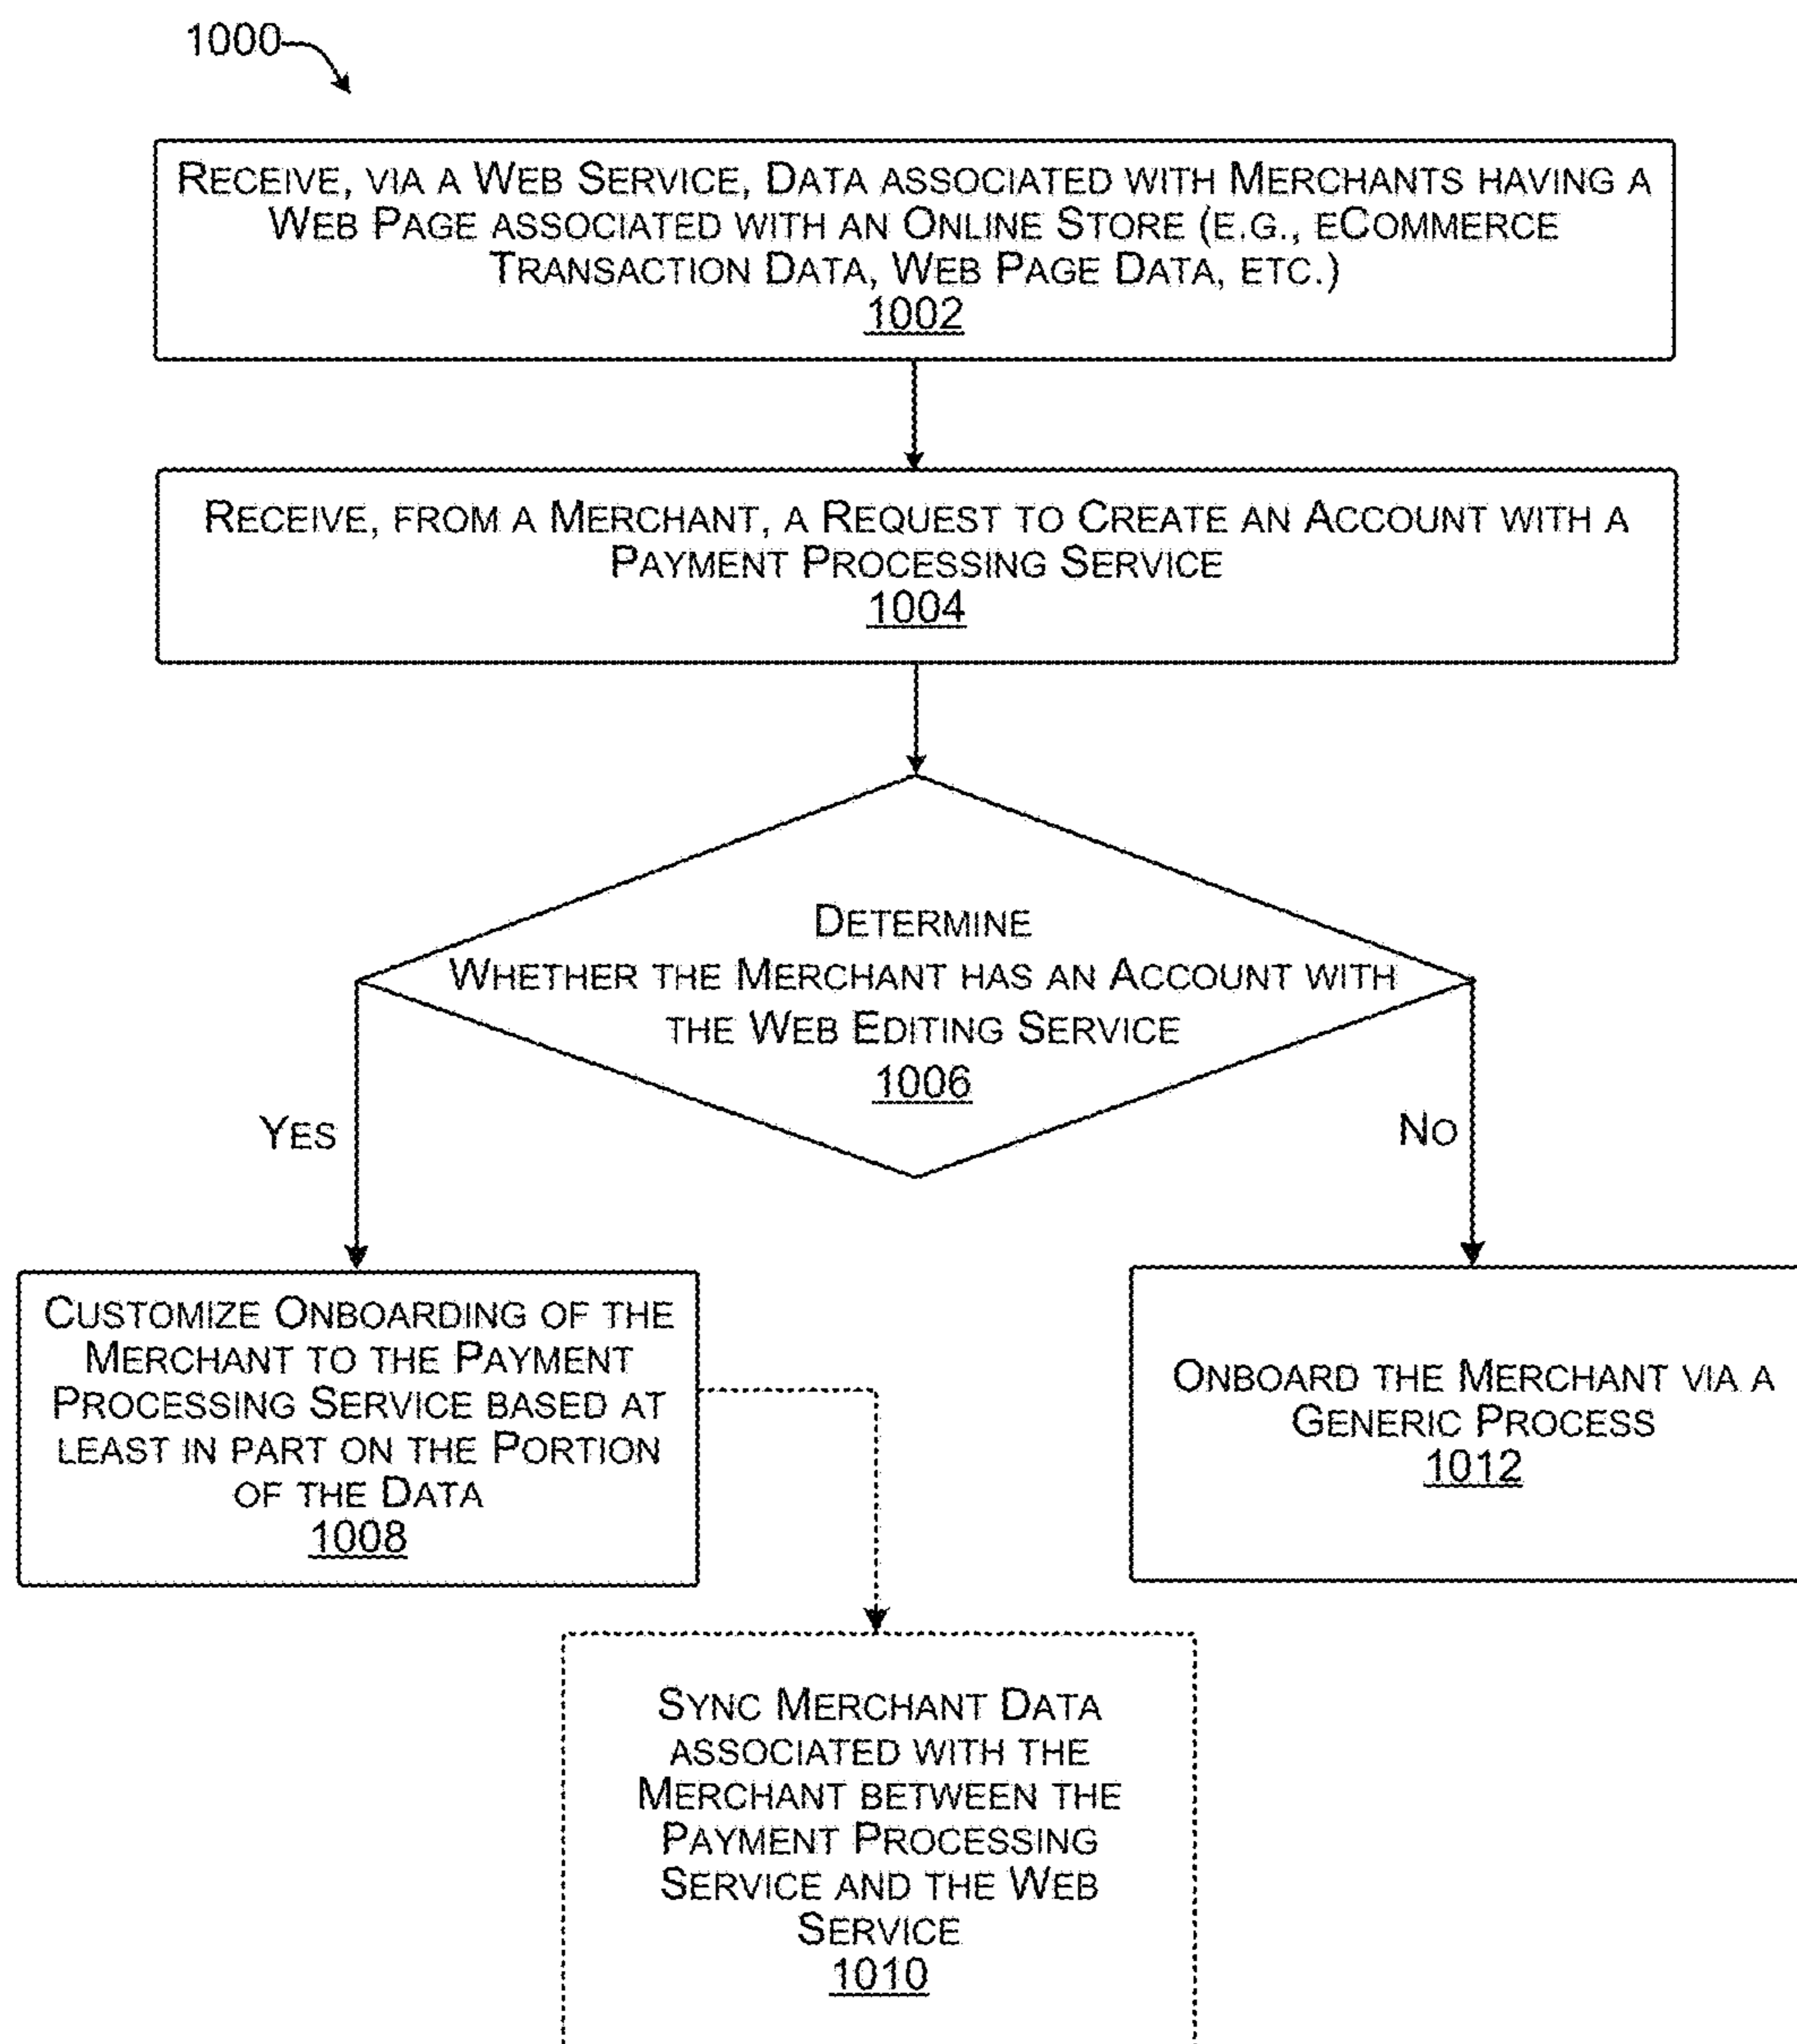 1000
RECEIVE, VIA A WEB SERVICE, DATA ASSOCIATED WITH MERCHANTS HAVING A
WEB PAGE ASSOCIATED WITH AN ONLINE STORE (E.G., ECOMMERCE
TRANSACTION DATA, WEB PAGE DATA, ETC.)
1002
RECEIVE, FROM A MERCHANT, A REQUEST TO CREATE AN ACCOUNT WITH A
PAYMENT PROCESSING SERVICE
1004
DETERMINE
WHETHER THE MERCHANT HAS AN ACCOUNT WITH
THE WEB EDITING SERVICE
1006
YES
NO
CUSTOMIZE ONBOARDING OF THE
MERCHANT TO THE PAYMENT
PROCESSING SERVICE BASED AT
LEAST IN PART ON THE PORTION
OF THE DATA
1008
ONBOARD THE MERCHANT VIA A
GENERIC PROCESS
1012
SYNC MERCHANT DATA
ASSOCIATED WITH THE
MERCHANT BETWEEN THE
PAYMENT PROCESSING
SERVICE AND THE WEB
SERVICE
1010